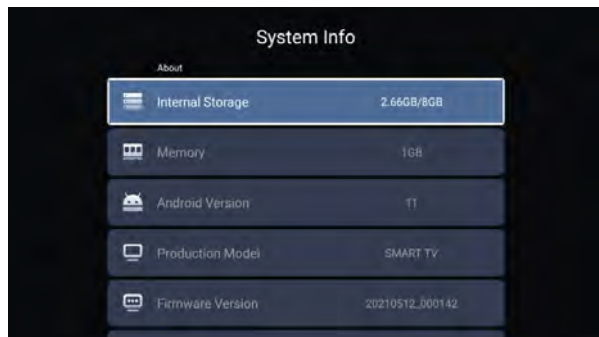 System Info
About
Internal Storage 2.66GB/8GB
Memory 1GB
Android Version 11
Production Model SMART TV
Firmware Version 20210512_000142